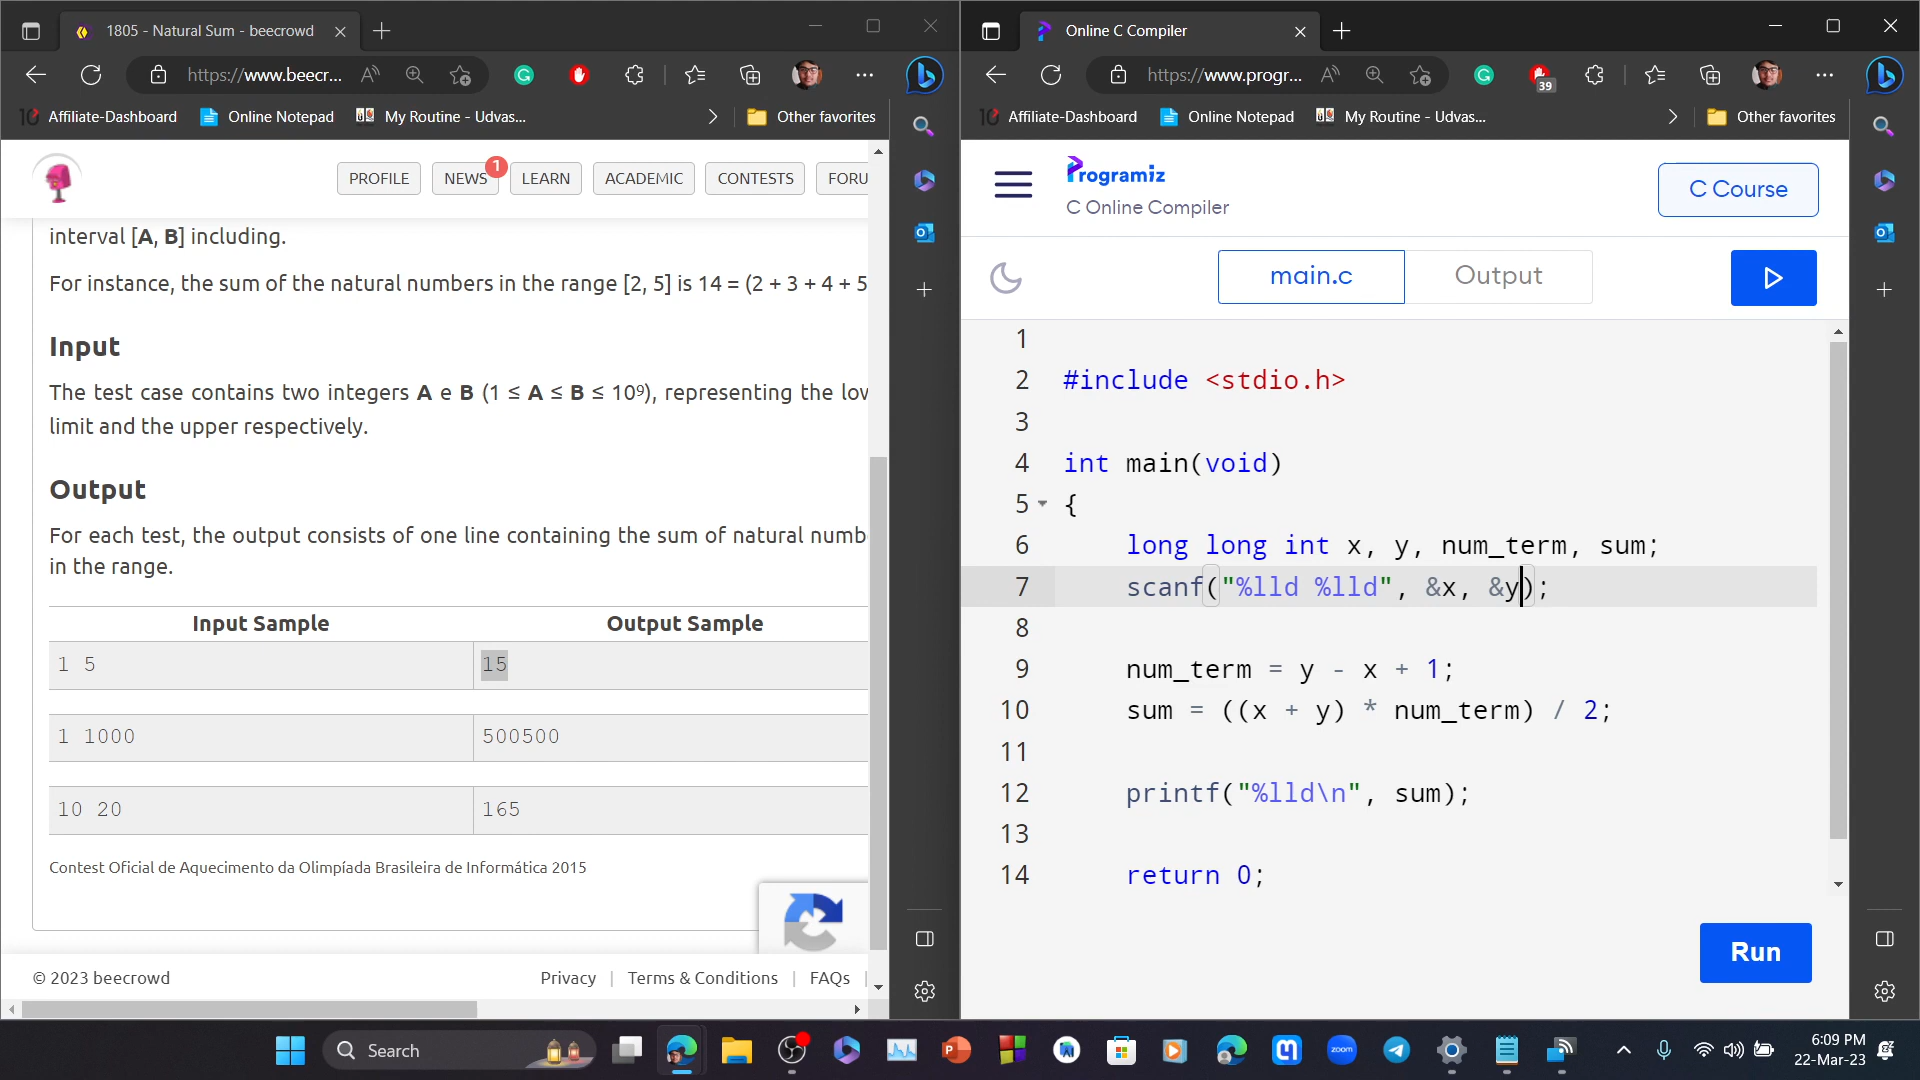 1805 - Natural Sum - beecrowd
https://www.beecr...
Affiliate-Dashboard
Online Notepad
My Routine - Udvas...
Other favorites
PROFILE
NEWS
1
LEARN
ACADEMIC
CONTESTS
FORU
interval [A, B] including.
For instance, the sum of the natural numbers in the range [2, 5] is 14 = (2 + 3 + 4 + 5
Input
The test case contains two integers A e B (1 ≤ A ≤ B ≤ 10⁹), representing the low
limit and the upper respectively.
Output
For each test, the output consists of one line containing the sum of natural numb
in the range.
Input Sample
Output Sample
1 5
15
1 1000
500500
10 20
165
Contest Oficial de Aquecimento da Olimpíada Brasileira de Informática 2015
© 2023 beecrowd
Privacy
Terms & Conditions
FAQs
Online C Compiler
https://www.progr...
39
Affiliate-Dashboard
Online Notepad
My Routine - Udvas...
Other favorites
Programiz
C Online Compiler
C Course
main.c
Output
1
2 #include <stdio.h>
3
4 int main(void)
5 {
6 long long int x, y, num_term, sum;
7 scanf("%lld %lld", &x, &y);
8
9 num_term = y - x + 1;
10 sum = ((x + y) * num_term) / 2;
11
12 printf("%lld\n", sum);
13
14 return 0;
Run
Search
zoom
6:09 PM
22-Mar-23